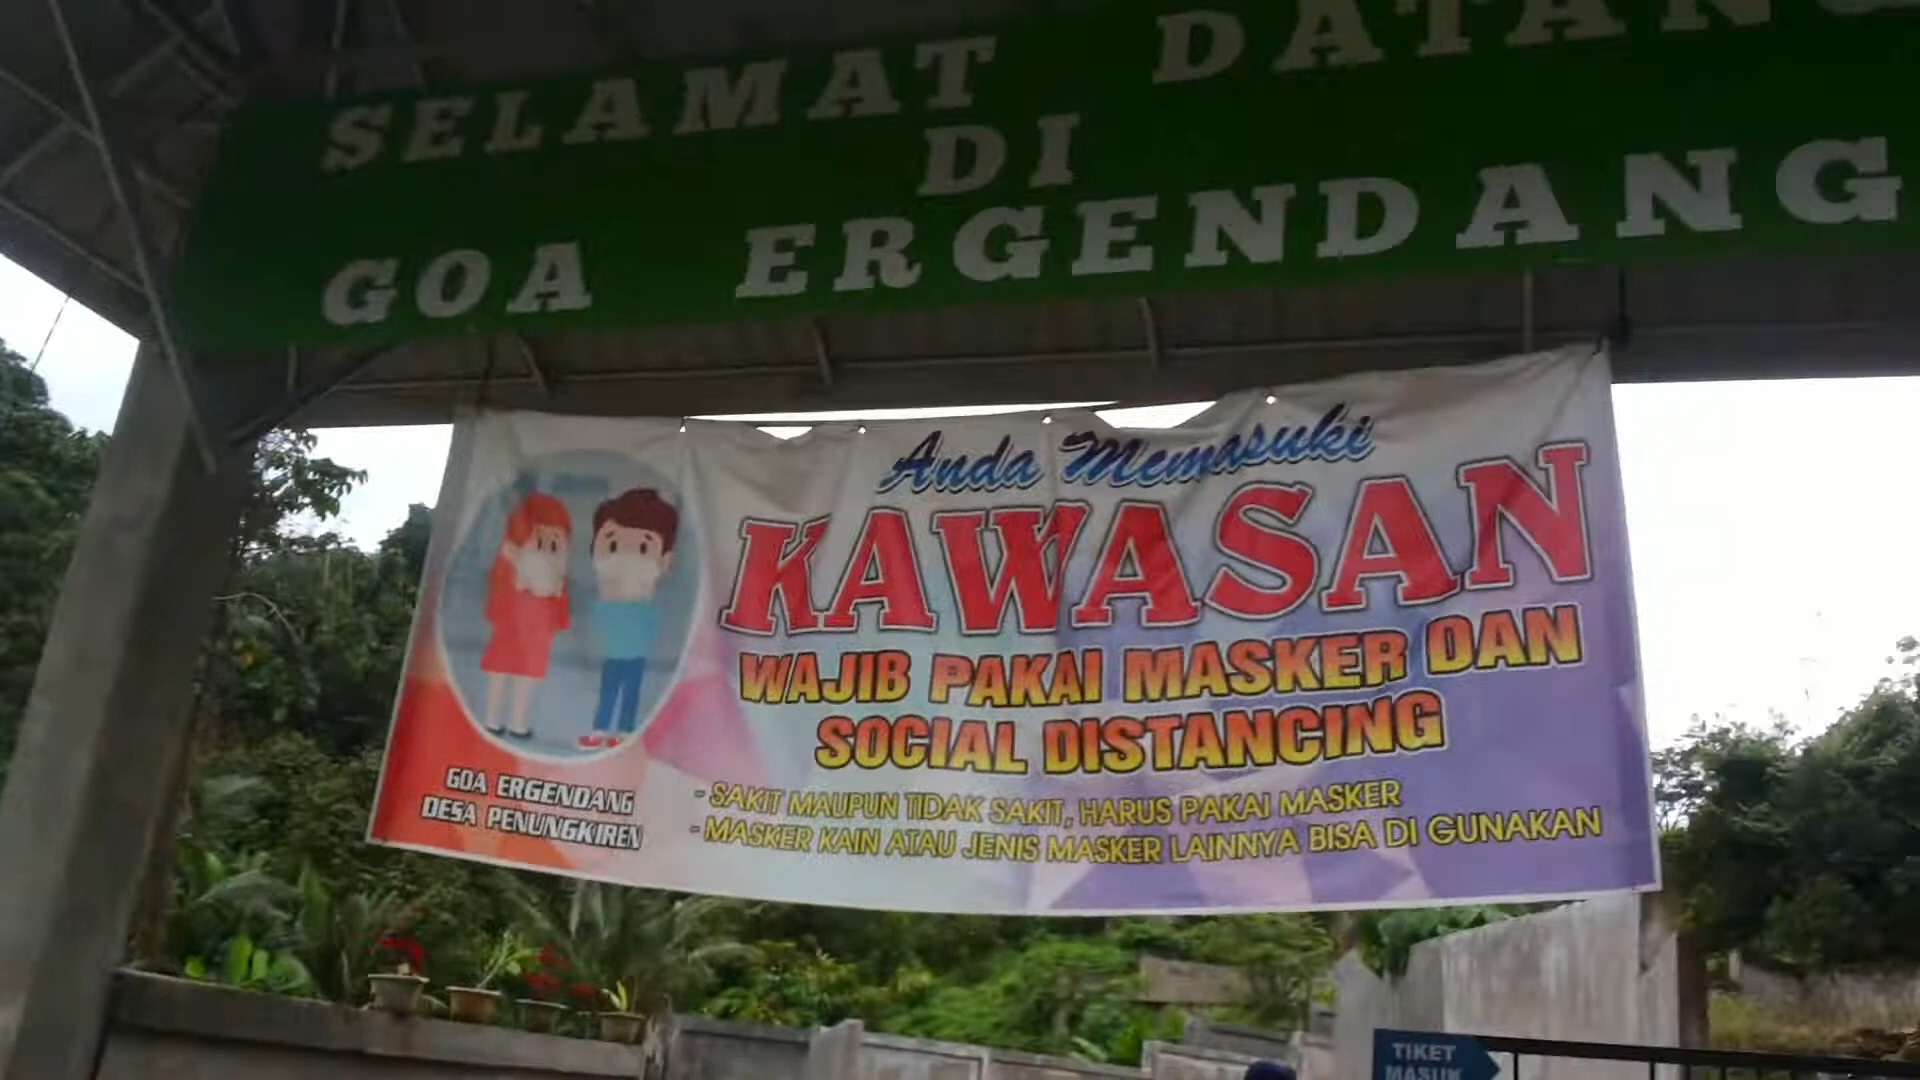 SELAMAT DATANG
DI
GOA ERGENDANG
Anda Memasuki
KAWASAN
WAJIB PAKAI MASKER DAN
SOCIAL DISTANCING
- SAKIT MAUPUN TIDAK SAKIT, HARUS PAKAI MASKER
- MASKER KAIN ATAU JENIS MASKER LAINNYA BISA DI GUNAKAN
GOA ERGENDANG
DESA PENUNGKIREN
TIKET
MASUK